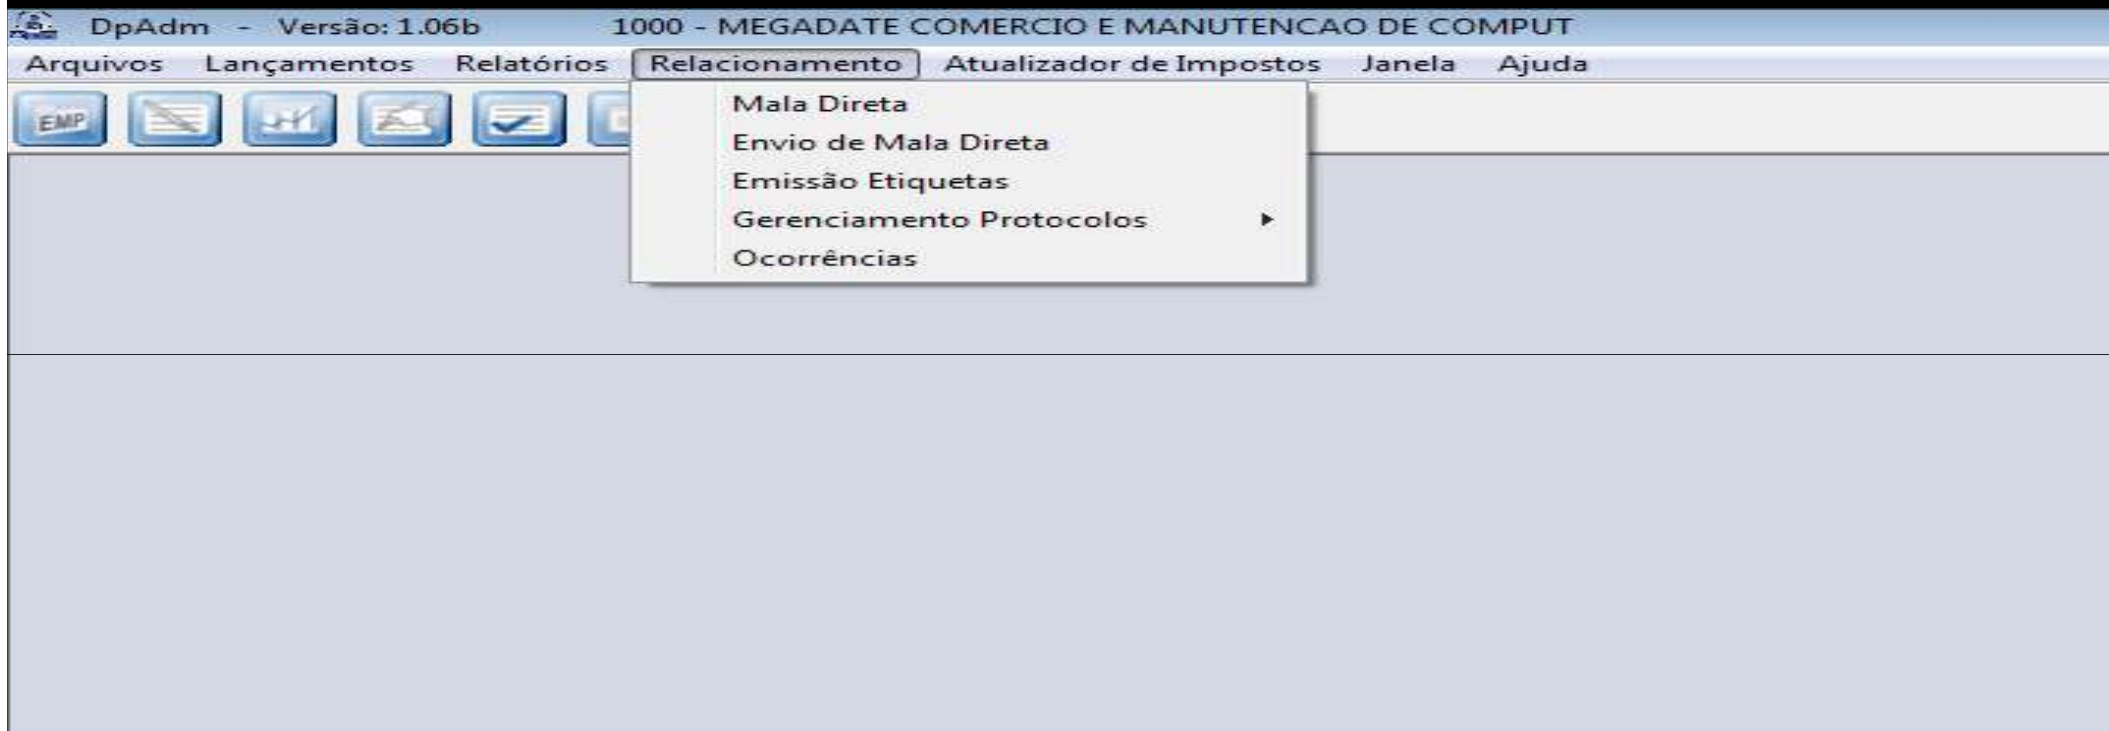 DpAdm - Versão: 1.06b 1000 - MEGADATE COMERCIO E MANUTENCAO DE COMPUT
Arquivos Lançamentos Relatórios Relacionamento Atualizador de Impostos Janela Ajuda
EMP
Mala Direta
Envio de Mala Direta
Emissão Etiquetas
Gerenciamento Protocolos
Ocorrências